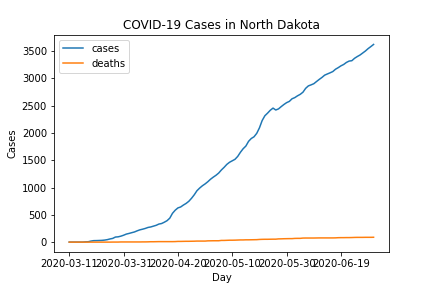 COVID-19 Cases in North Dakota
cases
deaths
3500
3000
2500
2000
1500
1000
500
0
Cases
2020-03-11 2020-03-31 2020-04-20 2020-05-10 2020-05-30 2020-06-19
Day